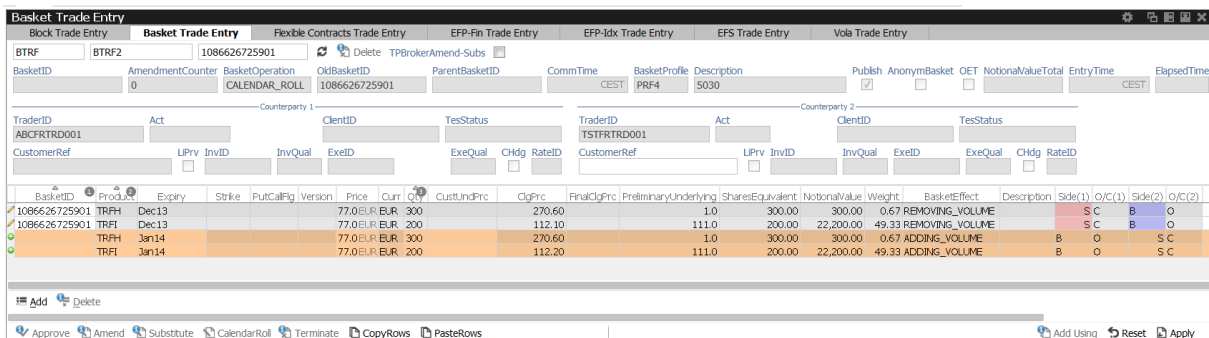 Basket Trade Entry
Block Trade Entry Basket Trade Entry Flexible Contracts Trade Entry EFP-Fin Trade Entry EFP-Idx Trade Entry EFS Trade Entry Vola Trade Entry
BTRF BTRF2 1086626725901 Delete TPBrokerAmend-Subs
BasketID AmendmentCounter BasketOperation OldBasketID ParentBasketID CommTime BasketProfile Description Publish AnonymBasket OET NotionalValueTotal EntryTime ElapsedTime
0 CALENDAR_ROLL 1086626725901 CEST PRF4 5030 CEST
Counterparty 1 Counterparty 2
TraderID Act ClientID TesStatus TraderID Act ClientID TesStatus
ABCFRTRD001 TSTFRTRD001
CustomerRef LiPrv InvID InvQual ExeID ExeQual CHdg RateID CustomerRef LiPrv InvID InvQual ExeID ExeQual CHdg RateID
BasketID 1 Product 2 Expiry Strike PutCallFlg Version Price Curr Qty 3 CustUndPrc ClgPrc FinalClgPrc PreliminaryUnderlying SharesEquivalent NotionalValue Weight BasketEffect Description Side(1) O/C(1) Side(2) O/C(2)
1086626725901 TRFH Dec13 77.0 EUR EUR 300 270.60 1.0 300.00 300.00 0.67 REMOVING_VOLUME S C B O
1086626725901 TRFI Dec13 77.0 EUR EUR 200 112.10 111.0 200.00 22,200.00 49.33 REMOVING_VOLUME S C B O
TRFH Jan14 77.0 EUR EUR 300 270.60 1.0 300.00 300.00 0.67 ADDING_VOLUME B O S C
TRFI Jan14 77.0 EUR EUR 200 112.20 111.0 200.00 22,200.00 49.33 ADDING_VOLUME B O S C
Add Delete
Approve Amend Substitute CalendarRoll Terminate CopyRows PasteRows Add Using Reset Apply